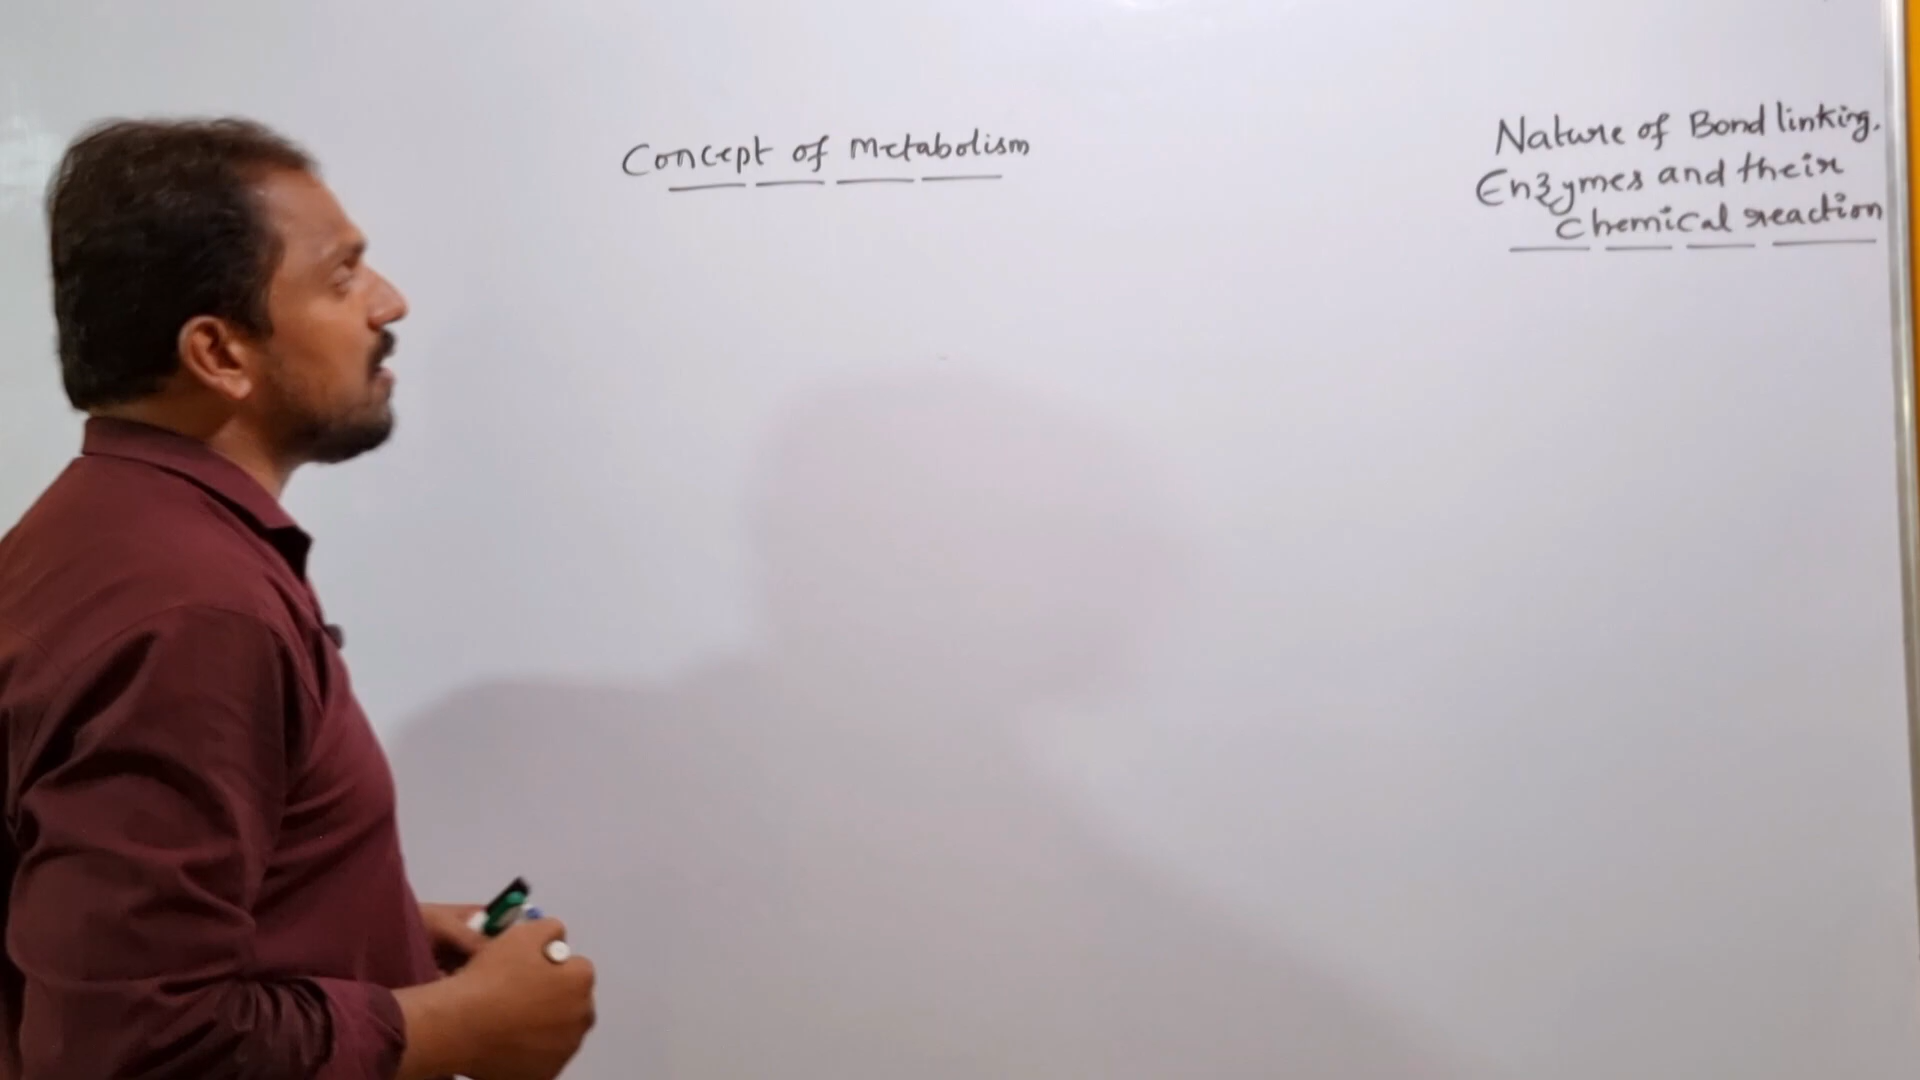 Concept of Metabolism
Nature of Bond linking.
Enzymes and their
Chemical reaction